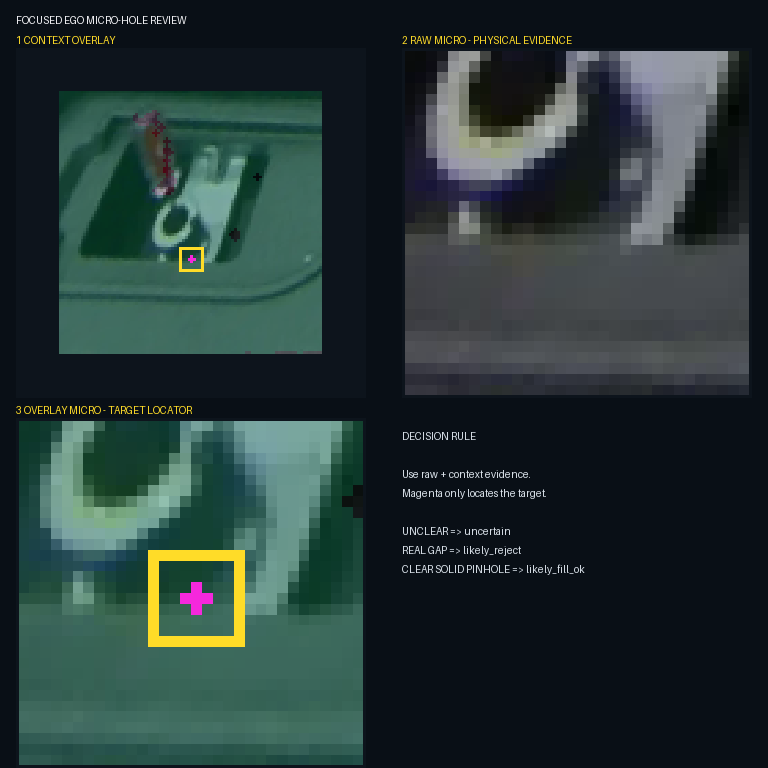 FOCUSED EGO MICRO-HOLE REVIEW
1 CONTEXT OVERLAY
2 RAW MICRO - PHYSICAL EVIDENCE
3 OVERLAY MICRO - TARGET LOCATOR
DECISION RULE
Use raw + context evidence.
Magenta only locates the target.
UNCLEAR => uncertain
REAL GAP => likely_reject
CLEAR SOLID PINHOLE => likely_fill_ok